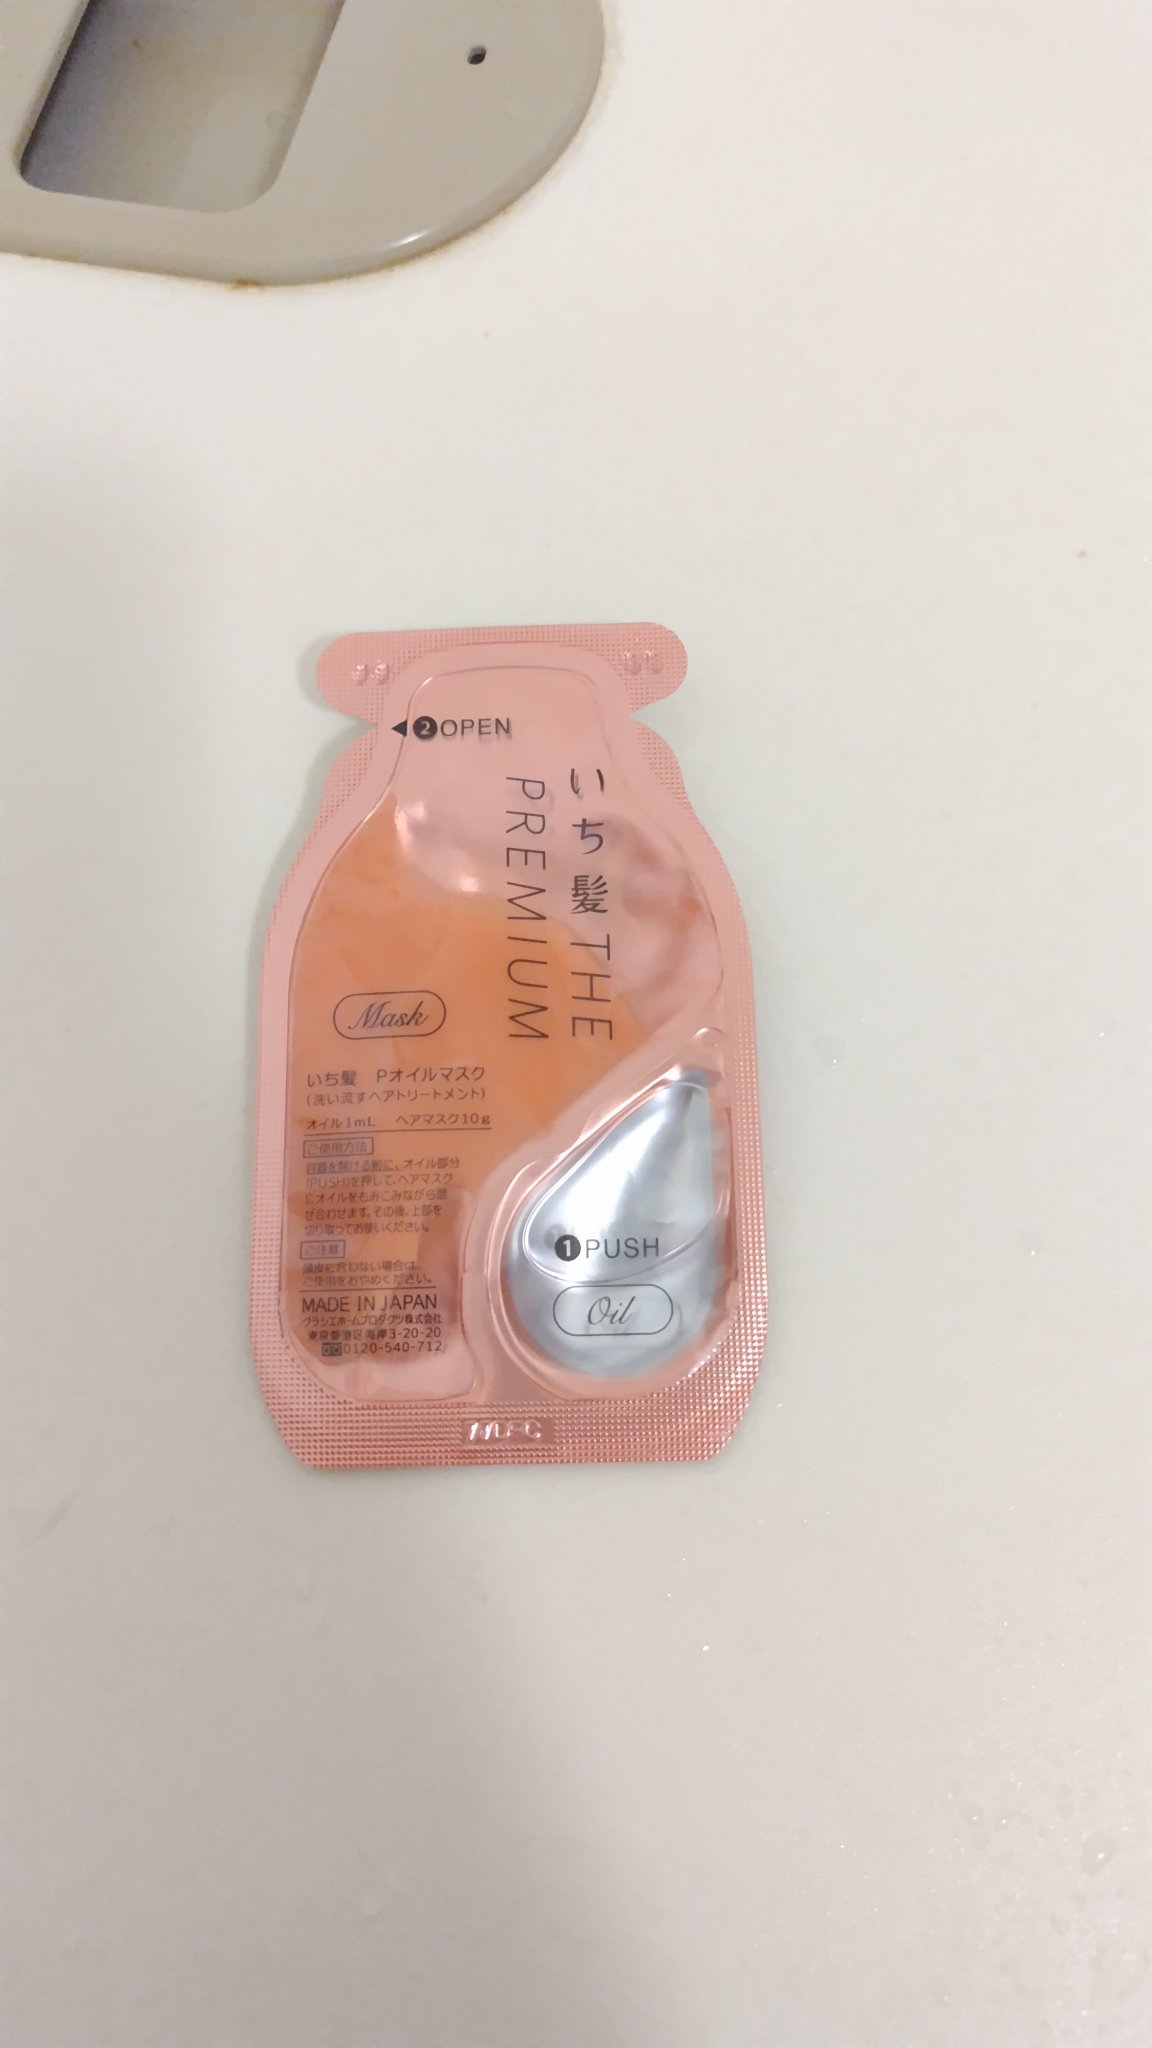 ❷OPEN
いち髪 THE
PREMIUM
Mask
いち髪 Pオイルマスク
(洗い流すヘアトリートメント)
オイル1mL ヘアマスク10g
ご使用方法
容器を開ける前に、オイル部分
(PUSH)を押して、ヘアマスク
にオイルをもみこみながら混
ぜ合わせます。その後、上部を
切り取ってお使いください。
ご注意
頭皮に合わない場合は、
ご使用をおやめください。
MADE IN JAPAN
クラシエホームプロダクツ株式会社
東京都港区海岸3-20-20
0120-540-712
❶PUSH
Oil